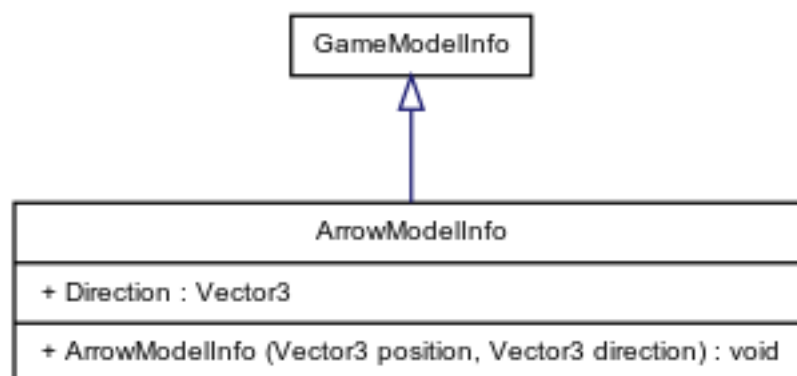 GameModelInfo
ArrowModelInfo
+ Direction : Vector3
+ ArrowModelInfo (Vector3 position, Vector3 direction) : void